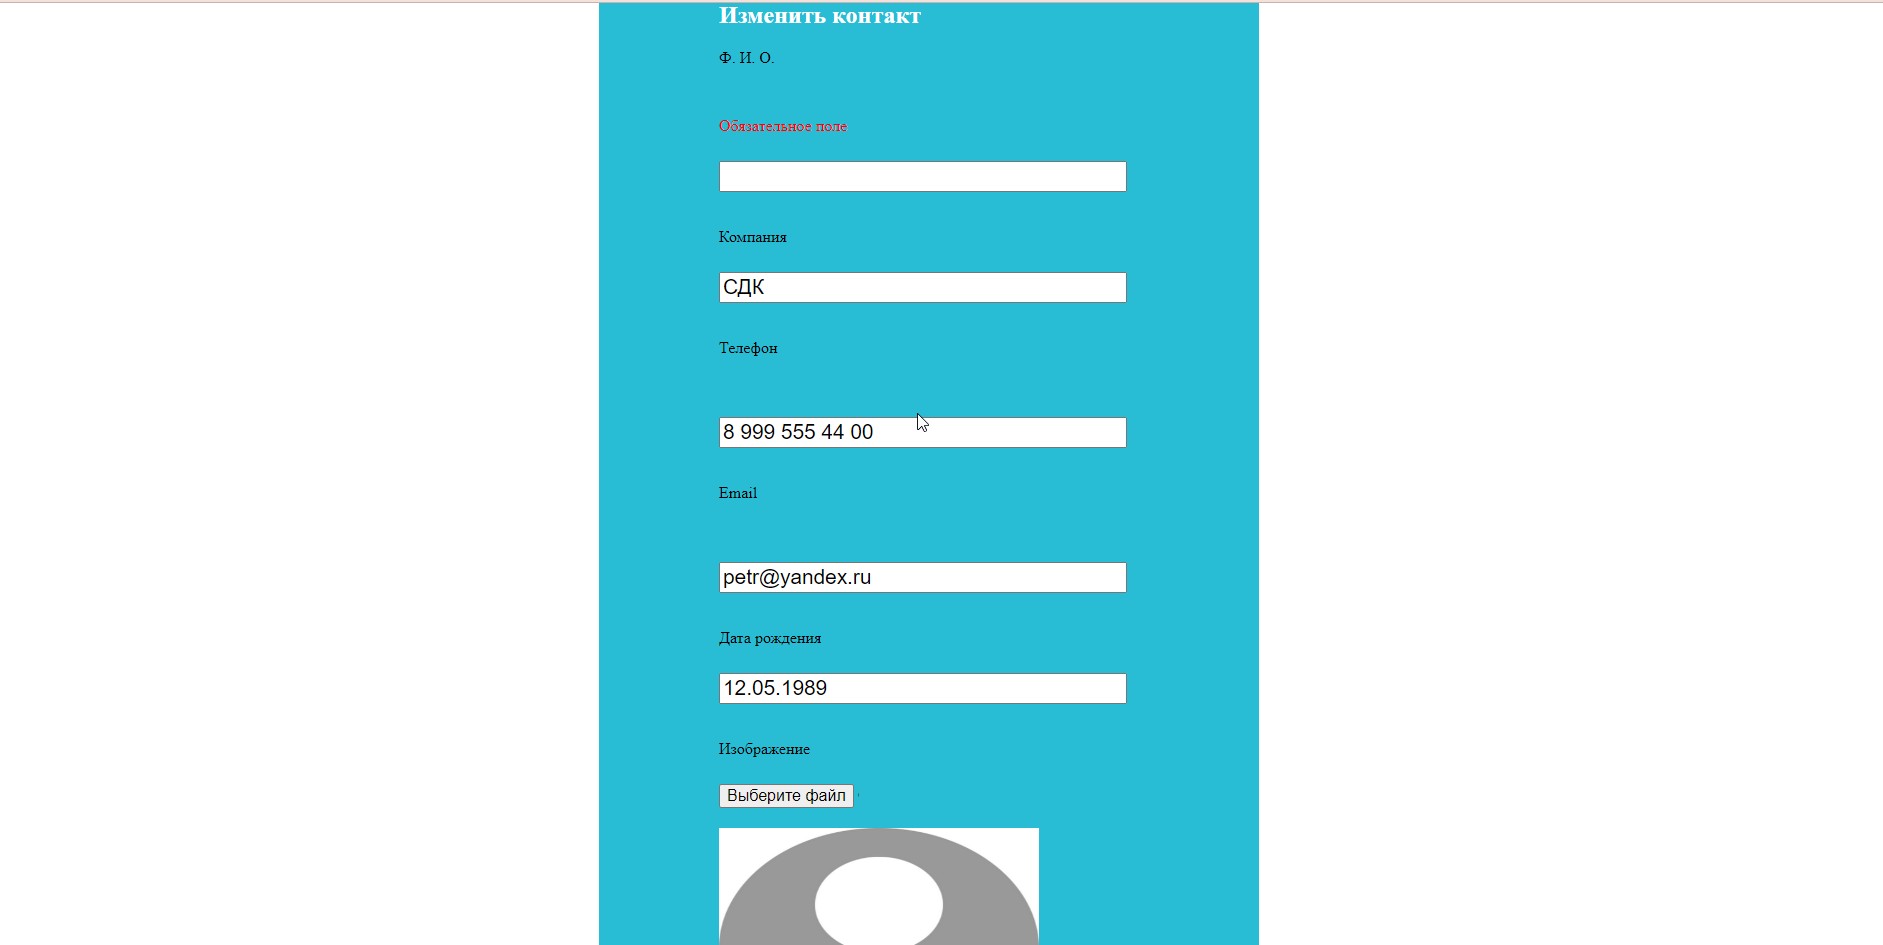 Изменить контакт
Ф. И. О.
Обязательное поле
Компания
СДК
Телефон
8 999 555 44 00
Email
petr@yandex.ru
Дата рождения
12.05.1989
Изображение
Выберите файл